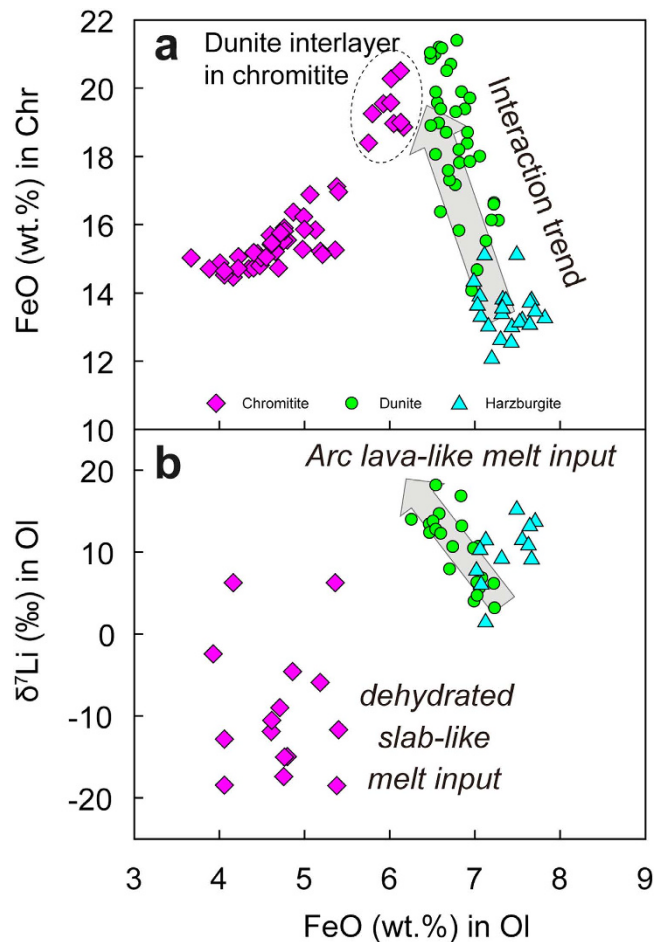 a
Dunite interlayer
in chromitite
Interaction trend
FeO (wt.%) in Chr
22
20
18
16
14
12
10
Chromitite
Dunite
Harzburgite
b
Arc lava-like melt input
dehydrated
slab-like
melt input
δ⁷Li (‰) in Ol
20
10
0
-10
-20
3 4 5 6 7 8 9
FeO (wt.%) in Ol